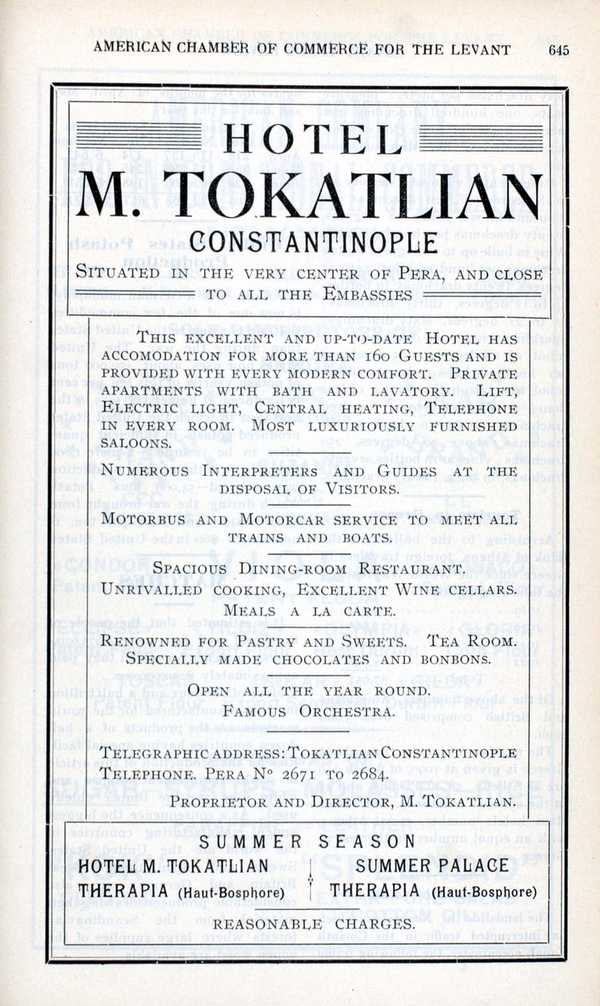 AMERICAN CHAMBER OF COMMERCE FOR THE LEVANT 645
HOTEL
M. TOKATLIAN
CONSTANTINOPLE
SITUATED IN THE VERY CENTER OF PERA, AND CLOSE
TO ALL THE EMBASSIES
THIS EXCELLENT AND UP-TO-DATE HOTEL HAS
ACCOMODATION FOR MORE THAN 160 GUESTS AND IS
PROVIDED WITH EVERY MODERN COMFORT. PRIVATE
APARTMENTS WITH BATH AND LAVATORY. LIFT,
ELECTRIC LIGHT, CENTRAL HEATING, TELEPHONE
IN EVERY ROOM. MOST LUXURIOUSLY FURNISHED
SALOONS.
NUMEROUS INTERPRETERS AND GUIDES AT THE
DISPOSAL OF VISITORS.
MOTORBUS AND MOTORCAR SERVICE TO MEET ALL
TRAINS AND BOATS.
SPACIOUS DINING-ROOM RESTAURANT.
UNRIVALLED COOKING, EXCELLENT WINE CELLARS.
MEALS A LA CARTE.
RENOWNED FOR PASTRY AND SWEETS. TEA ROOM.
SPECIALLY MADE CHOCOLATES AND BONBONS.
OPEN ALL THE YEAR ROUND.
FAMOUS ORCHESTRA.
TELEGRAPHIC ADDRESS: TOKATLIAN CONSTANTINOPLE
TELEPHONE. PERA Nº 2671 TO 2684.
PROPRIETOR AND DIRECTOR, M. TOKATLIAN.
SUMMER SEASON
HOTEL M. TOKATLIAN
THERAPIA (Haut-Bosphore)
SUMMER PALACE
THERAPIA (Haut-Bosphore)
REASONABLE CHARGES.